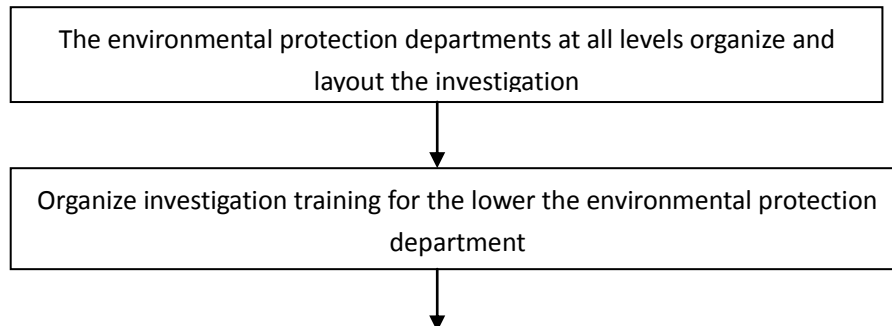 The environmental protection departments at all levels organize and
layout the investigation
Organize investigation training for the lower the environmental protection
department